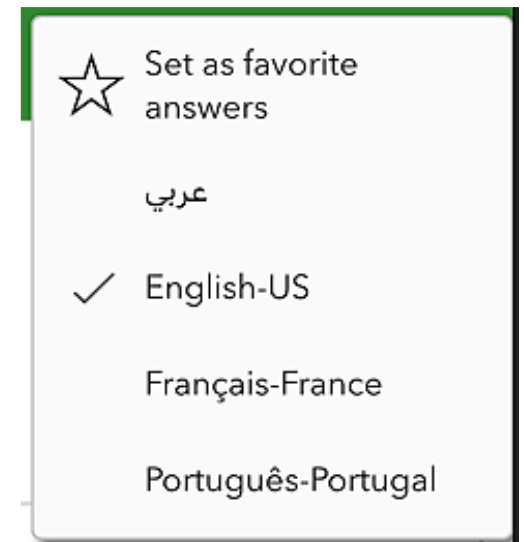 Set as favorite
answers
عربي
English-US
Français-France
Português-Portugal